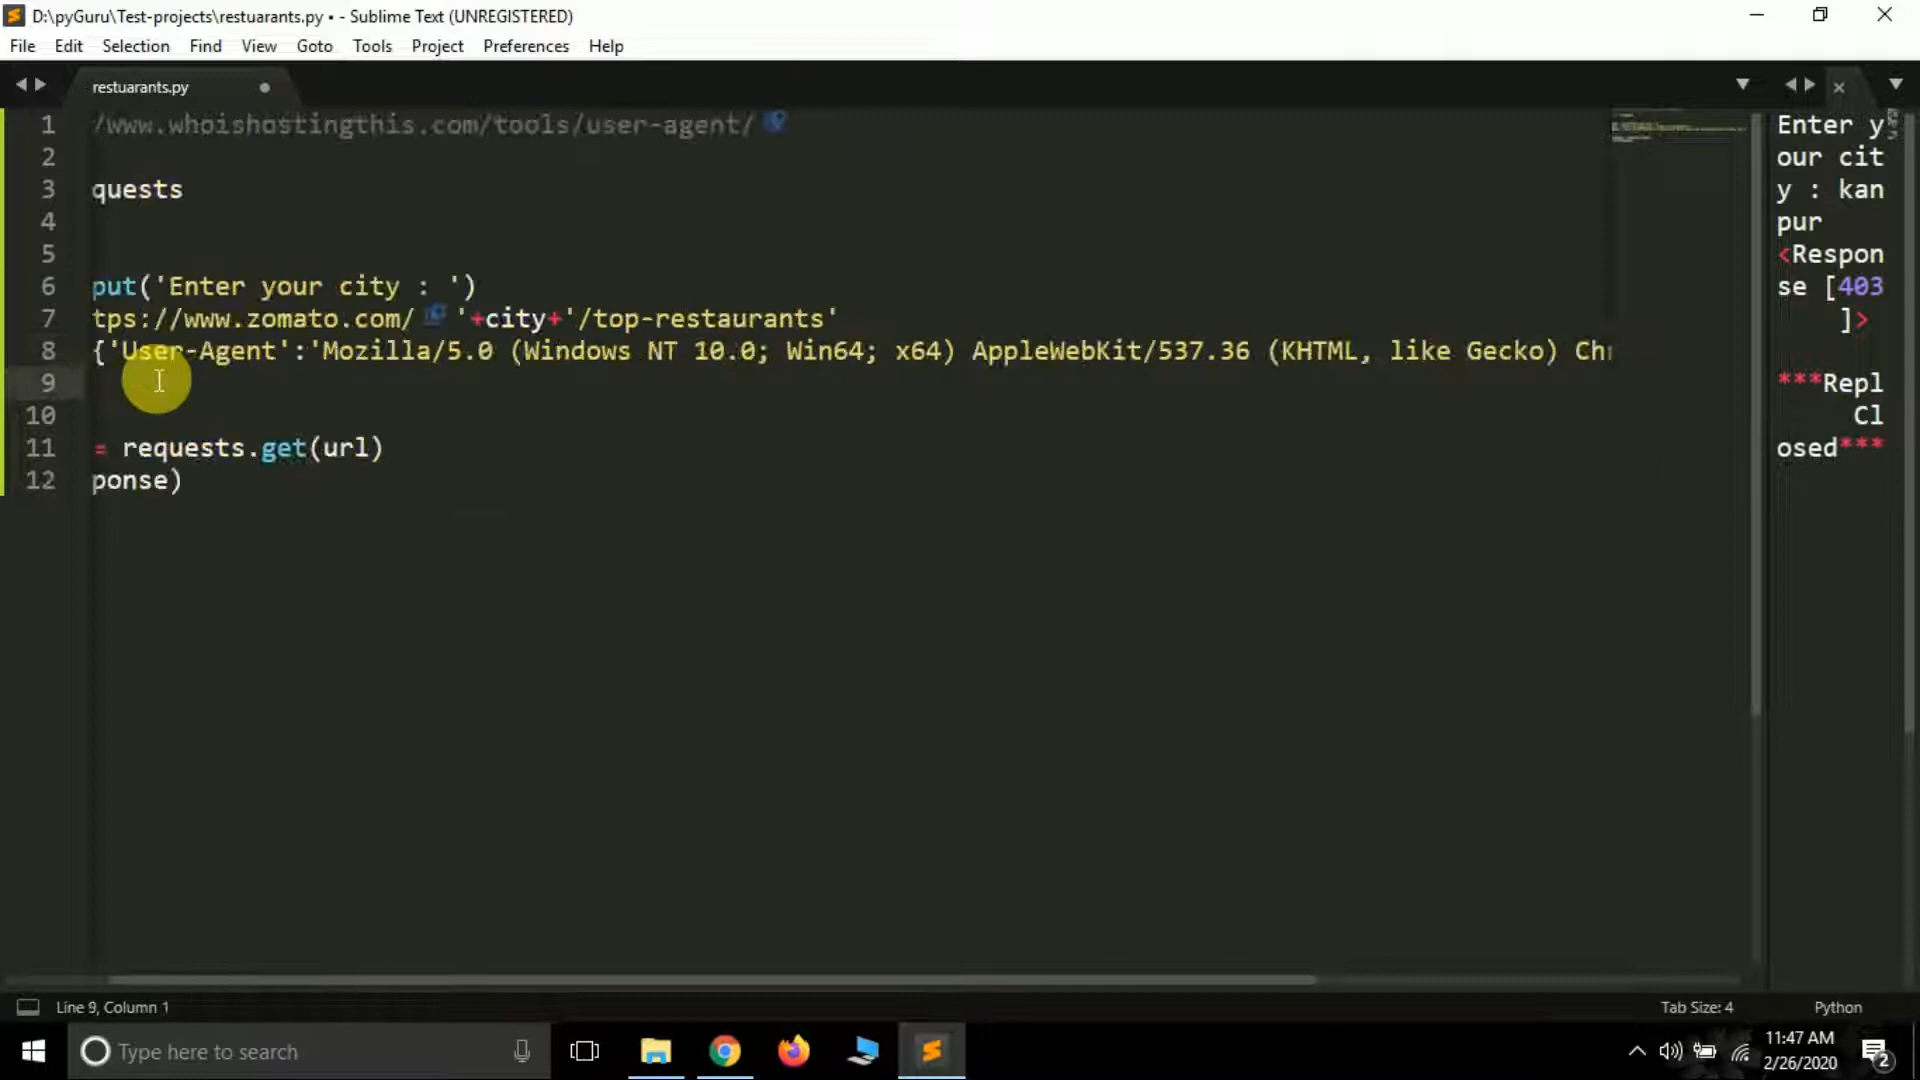 D:\pyGuru\Test-projects\restuarants.py • - Sublime Text (UNREGISTERED)
File Edit Selection Find View Goto Tools Project Preferences Help
restuarants.py
1 /www.whoishostingthis.com/tools/user-agent/
2
3 quests
4
5
6 put('Enter your city : ')
7 tps://www.zomato.com/ '+city+'/top-restaurants'
8 {'User-Agent':'Mozilla/5.0 (Windows NT 10.0; Win64; x64) AppleWebKit/537.36 (KHTML, like Gecko) Chr
9
10
11 = requests.get(url)
12 ponse)
Enter y
our cit
y : kan
pur
<Respon
se [403
]>
***Repl
Cl
osed***
Line 9, Column 1
Tab Size: 4
Python
Type here to search
11:47 AM
2/26/2020
2